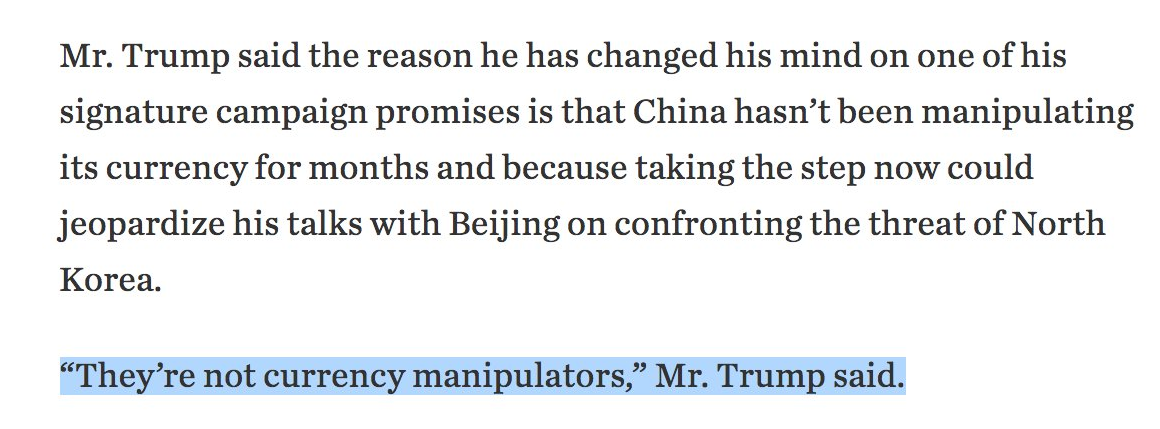 Mr. Trump said the reason he has changed his mind on one of his
signature campaign promises is that China hasn’t been manipulating
its currency for months and because taking the step now could
jeopardize his talks with Beijing on confronting the threat of North
Korea.
“They’re not currency manipulators,” Mr. Trump said.